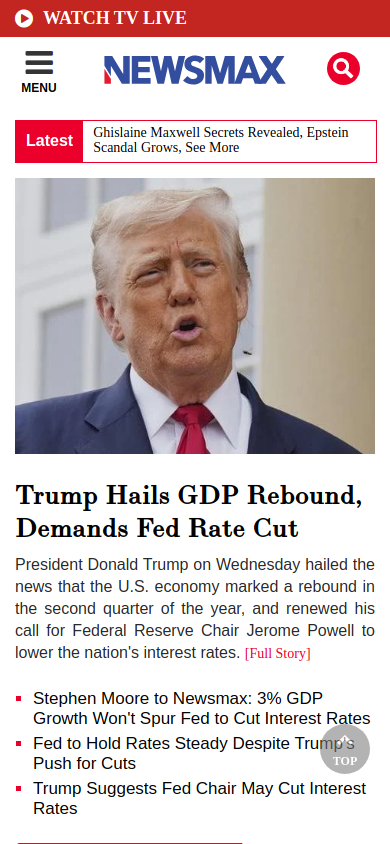 WATCH TV LIVE
NEWSMAX
MENU
Latest
Ghislaine Maxwell Secrets Revealed, Epstein
Scandal Grows, See More
Trump Hails GDP Rebound,
Demands Fed Rate Cut
President Donald Trump on Wednesday hailed the
news that the U.S. economy marked a rebound in
the second quarter of the year, and renewed his
call for Federal Reserve Chair Jerome Powell to
lower the nation's interest rates. [Full Story]
Stephen Moore to Newsmax: 3% GDP
Growth Won't Spur Fed to Cut Interest Rates
Fed to Hold Rates Steady Despite Trump's
Push for Cuts
TOP
Trump Suggests Fed Chair May Cut Interest
Rates